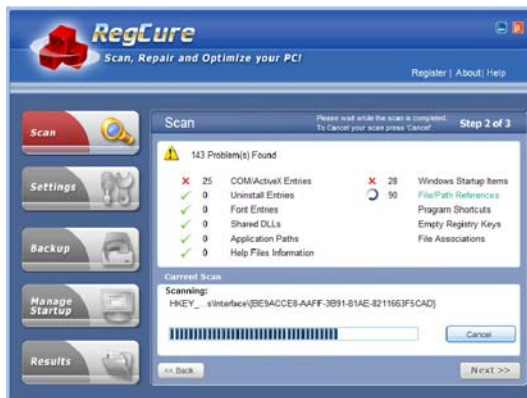 RegCure
Scan, Repair and Optimize your PC!
Register | About | Help
Scan
Settings
Backup
Manage Startup
Results
Scan
Please wait while the scan is completed.
To Cancel your scan press 'Cancel'.
Step 2 of 3
143 Problem(s) Found
25 COM/ActiveX Entries
0 Uninstall Entries
0 Font Entries
0 Shared DLLs
0 Application Paths
0 Help Files Information
28 Windows Startup Items
90 File/Path References
Program Shortcuts
Empty Registry Keys
File Associations
Current Scan
Scanning:
HKEY_...s\Interface\{BE9ACCE8-AAFF-3B91-81AE-8211663F5CAD}
Cancel
<< Back
Next >>